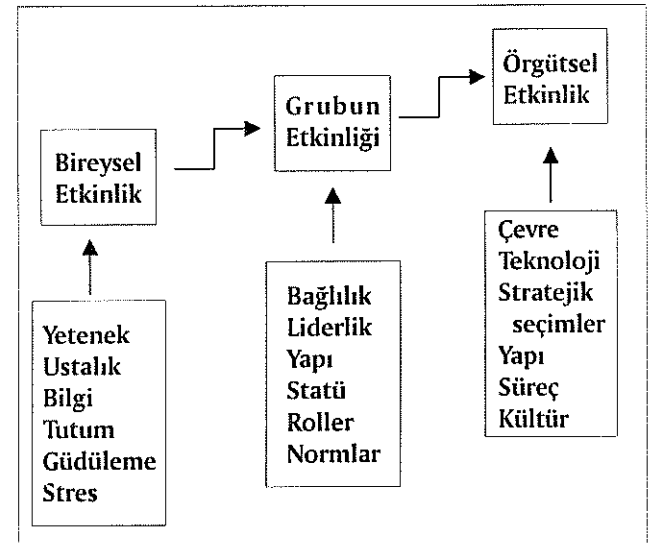 Bireysel
Etkinlik
Yetenek
Ustalık
Bilgi
Tutum
Güdüleme
Stres
Grubun
Etkinliği
Bağlılık
Liderlik
Yapı
Statü
Roller
Normlar
Örgütsel
Etkinlik
Çevre
Teknoloji
Stratejik
seçimler
Yapı
Süreç
Kültür